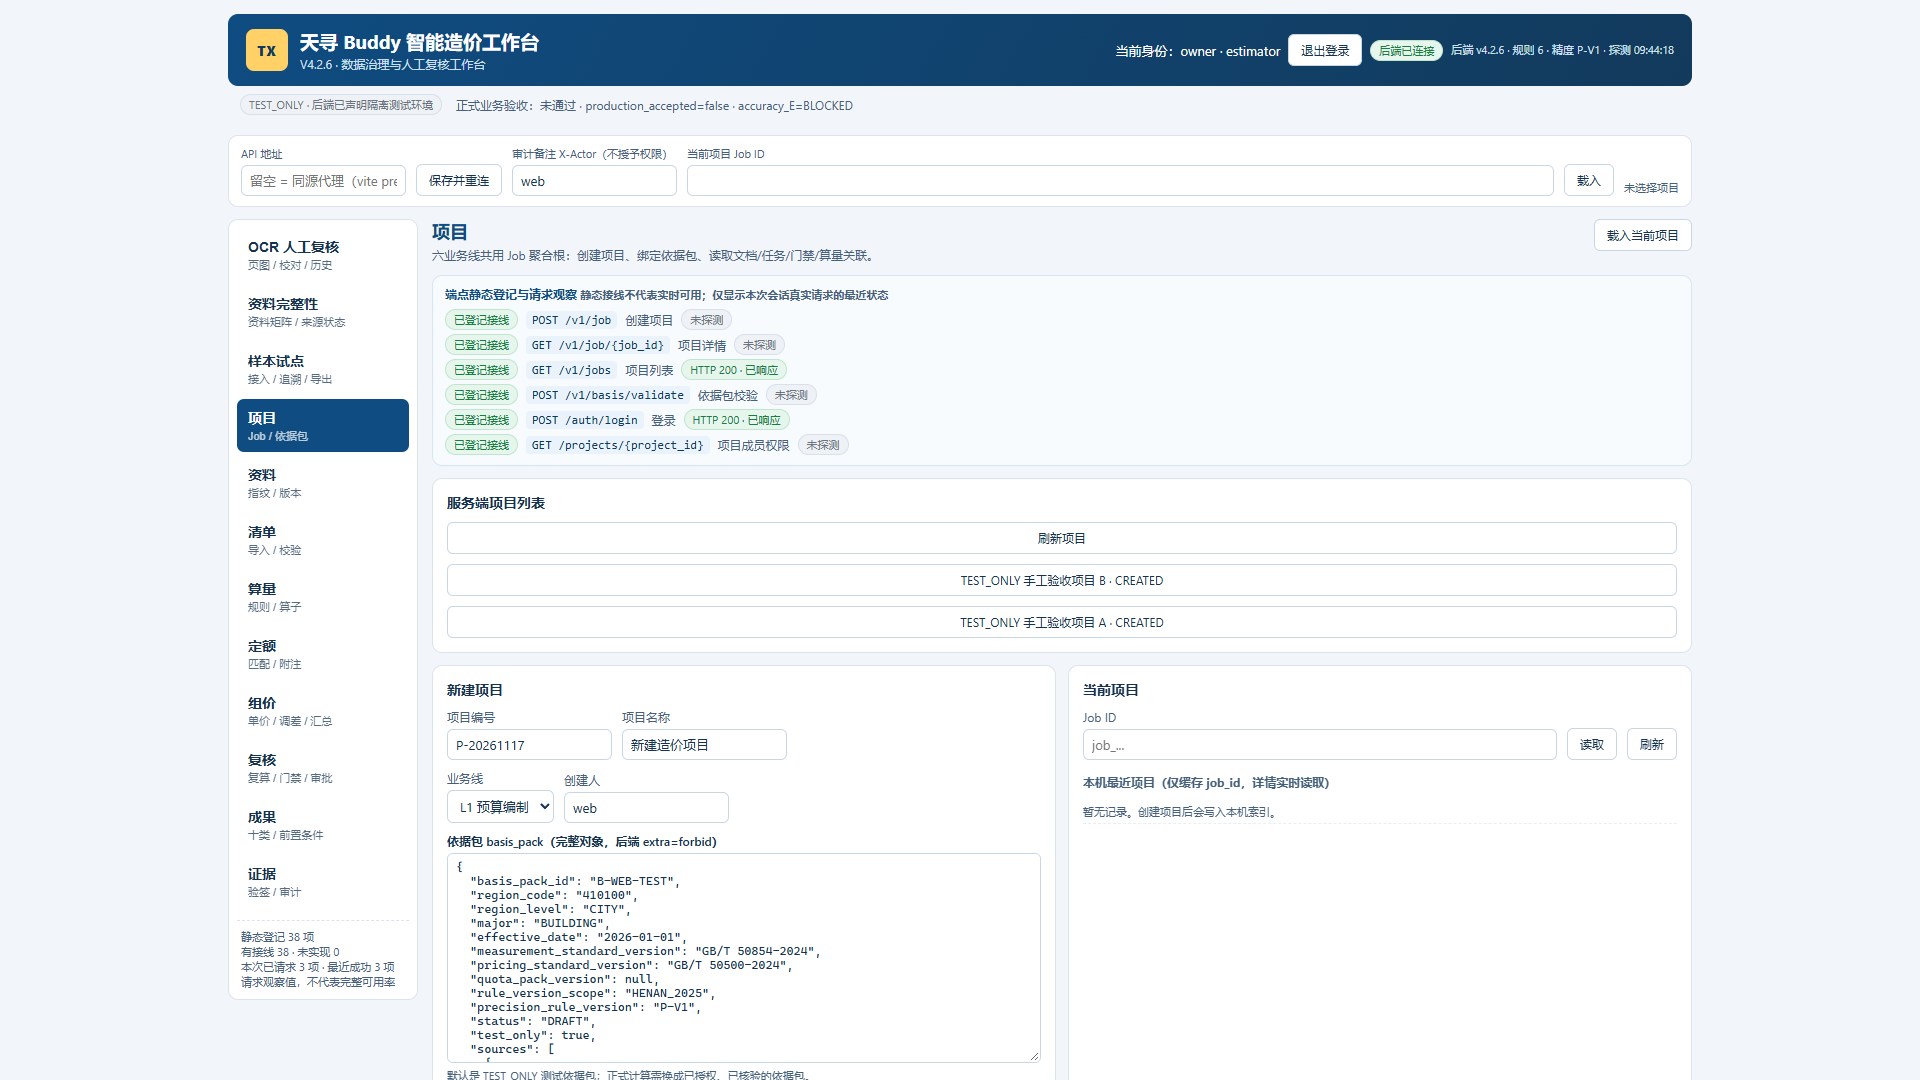 TX
天寻 Buddy 智能造价工作台
V4.2.6 · 数据治理与人工复核工作台
当前身份：owner · estimator
退出登录
后端已连接
后端 v4.2.6 · 规则 6 · 精度 P-V1 · 探测 09:44:18
TEST_ONLY · 后端已声明隔离测试环境
正式业务验收：未通过 · production_accepted=false · accuracy_E=BLOCKED
API 地址
留空 = 同源代理（vite pre
保存并重连
审计备注 X-Actor（不授予权限）
web
当前项目 Job ID
载入
未选择项目
OCR 人工复核
页图 / 校对 / 历史
资料完整性
资料矩阵 / 来源状态
样本试点
接入 / 追溯 / 导出
项目
Job / 依据包
资料
指纹 / 版本
清单
导入 / 校验
算量
规则 / 算子
定额
匹配 / 附注
组价
单价 / 调差 / 汇总
复核
复算 / 门禁 / 审批
成果
十类 / 前置条件
证据
验签 / 审计
静态登记 38 项
有接线 38 · 未实现 0
本次已请求 3 项 · 最近成功 3 项
请求观察值，不代表完整可用率
项目
六业务线共用 Job 聚合根：创建项目、绑定依据包、读取文档/任务/门禁/算量关联。
载入当前项目
端点静态登记与请求观察 静态接线不代表实时可用；仅显示本次会话真实请求的最近状态
已登记接线 POST /v1/job 创建项目 未探测
已登记接线 GET /v1/job/{job_id} 项目详情 未探测
已登记接线 GET /v1/jobs 项目列表 HTTP 200 · 已响应
已登记接线 POST /v1/basis/validate 依据包校验 未探测
已登记接线 POST /auth/login 登录 HTTP 200 · 已响应
已登记接线 GET /projects/{project_id} 项目成员权限 未探测
服务端项目列表
刷新项目
TEST_ONLY 手工验收项目 B · CREATED
TEST_ONLY 手工验收项目 A · CREATED
新建项目
项目编号
P-20261117
项目名称
新建造价项目
业务线
L1 预算编制
创建人
web
依据包 basis_pack（完整对象，后端 extra=forbid）
{
"basis_pack_id": "B-WEB-TEST",
"region_code": "410100",
"region_level": "CITY",
"major": "BUILDING",
"effective_date": "2026-01-01",
"measurement_standard_version": "GB/T 50854-2024",
"pricing_standard_version": "GB/T 50500-2024",
"quota_pack_version": null,
"rule_version_scope": "HENAN_2025",
"precision_rule_version": "P-V1",
"status": "DRAFT",
"test_only": true,
"sources": [
默认是 TEST_ONLY 测试依据包；正式计算需换成已授权、已核验的依据包。
当前项目
Job ID
job_...
读取
刷新
本机最近项目（仅缓存 job_id，详情实时读取）
暂无记录。创建项目后会写入本机索引。